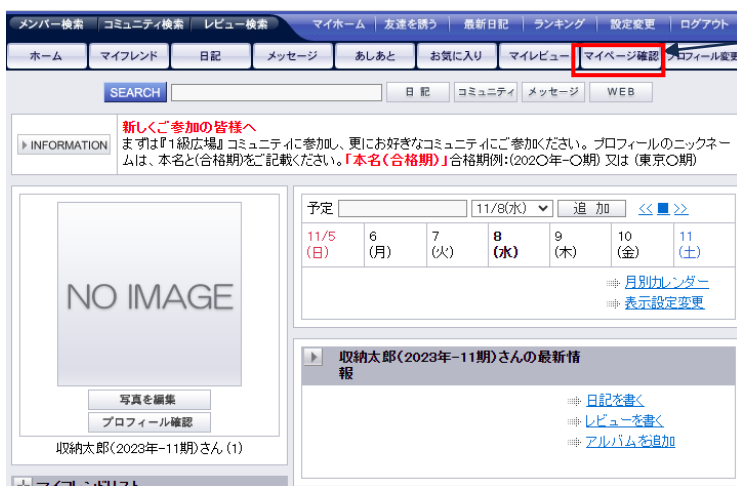 メンバー検索 コミュニティ検索 レビュー検索 マイホーム 友達を誘う 最新日記 ランキング 設定変更 ログアウト
ホーム マイフレンド 日記 メッセージ あしあと お気に入り マイレビュー マイページ確認 プロフィール変更
SEARCH 日記 コミュニティ メッセージ WEB
INFORMATION
新しくご参加の皆様へ
まずは『1級広場』コミュニティに参加し、更にお好きなコミュニティにご参加ください。プロフィールのニックネー
ムは、本名と(合格期)をご記載ください。「本名(合格期)」合格期例:(202〇年-〇期) 又は (東京〇期)
NO IMAGE
写真を編集
プロフィール確認
収納太郎(2023年-11期)さん (1)
マイフレンドリスト
予定 11/8(水) 追 加 << ■ >>
11/5 6 7 8 9 10 11
(日) (月) (火) (水) (木) (金) (土)
月別カレンダー
表示設定変更
収納太郎(2023年-11期)さんの最新情
報
日記を書く
レビューを書く
アルバムを追加